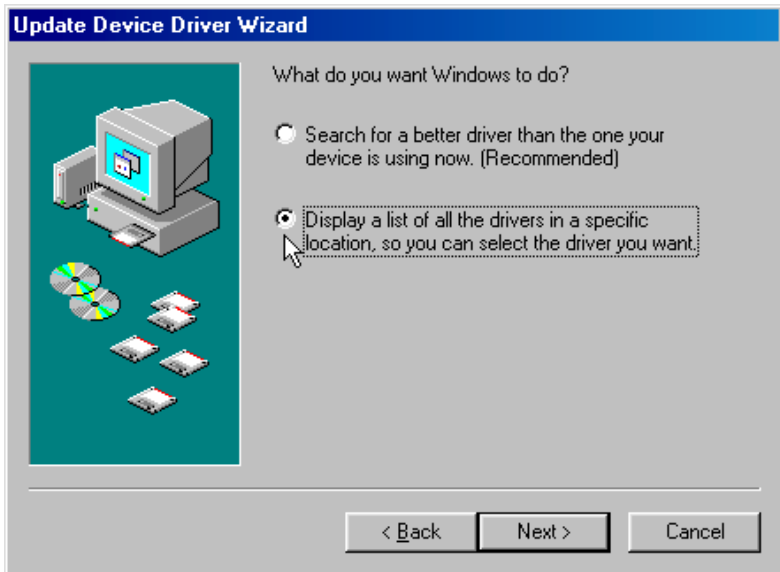 Update Device Driver Wizard
What do you want Windows to do?
Search for a better driver than the one your
device is using now. (Recommended)
Display a list of all the drivers in a specific
location, so you can select the driver you want.
< Back
Next >
Cancel